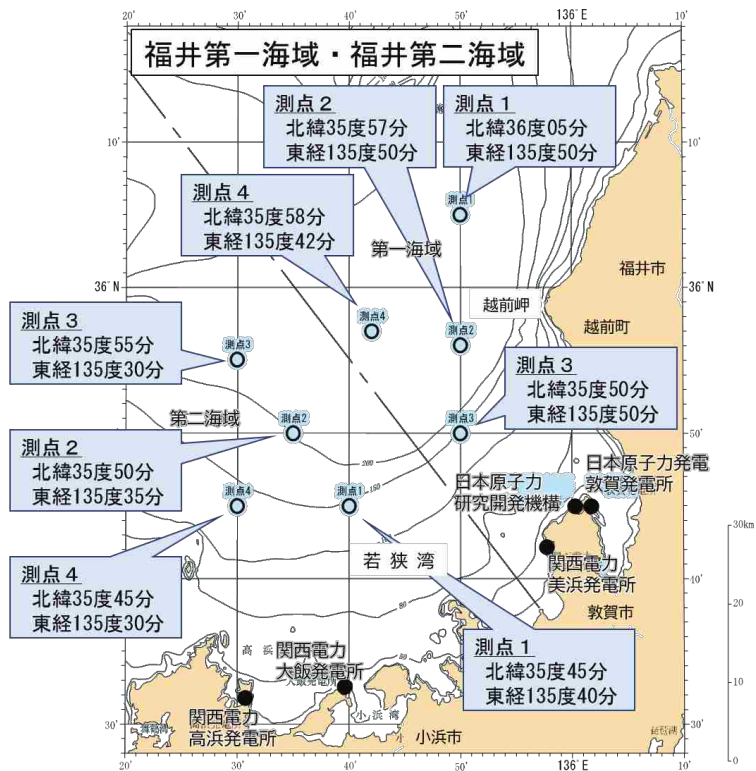 20′
30′
40′
50′
136°E
10′
福井第一海域・福井第二海域
測点２
北緯35度57分
東経135度50分
測点１
北緯36度05分
東経135度50分
10′
測点４
北緯35度58分
東経135度42分
測点1
第一海域
福井市
36°N
越前岬
測点３
北緯35度55分
東経135度30分
測点4
測点2
越前町
測点3
測点３
北緯35度50分
東経135度50分
第二海域
測点2
測点3
50′
測点２
北緯35度50分
東経135度35分
200
150
日本原子力発電
敦賀発電所
日本原子力
研究開発機構
測点4
測点1
30km
若狭湾
関西電力
美浜発電所
測点４
北緯35度45分
東経135度30分
10′
敦賀市
20
測点１
北緯35度45分
東経135度40分
高浜
関西電力
大飯発電所
10
関西電力
高浜発電所
小浜湾
小浜市
30′
30′
0
20′
30′
40′
50′
136°E
10′